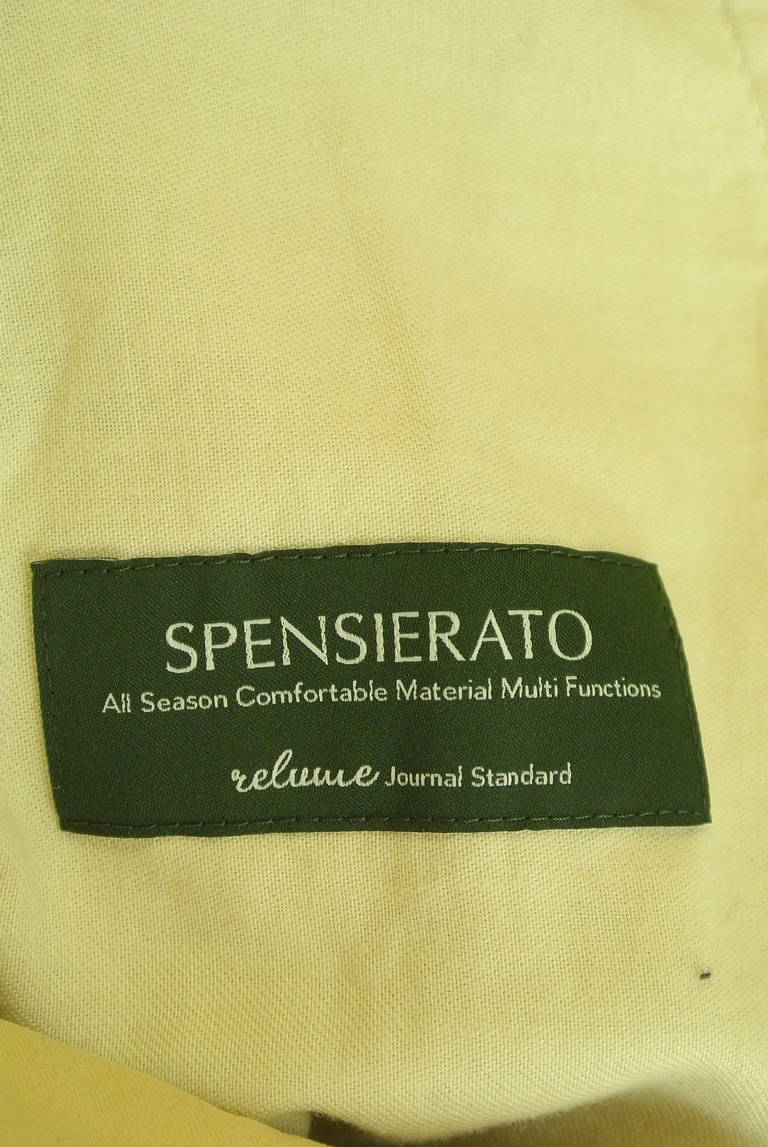 SPENSIERATO
All Season Comfortable Material Multi Functions
relume Journal Standard